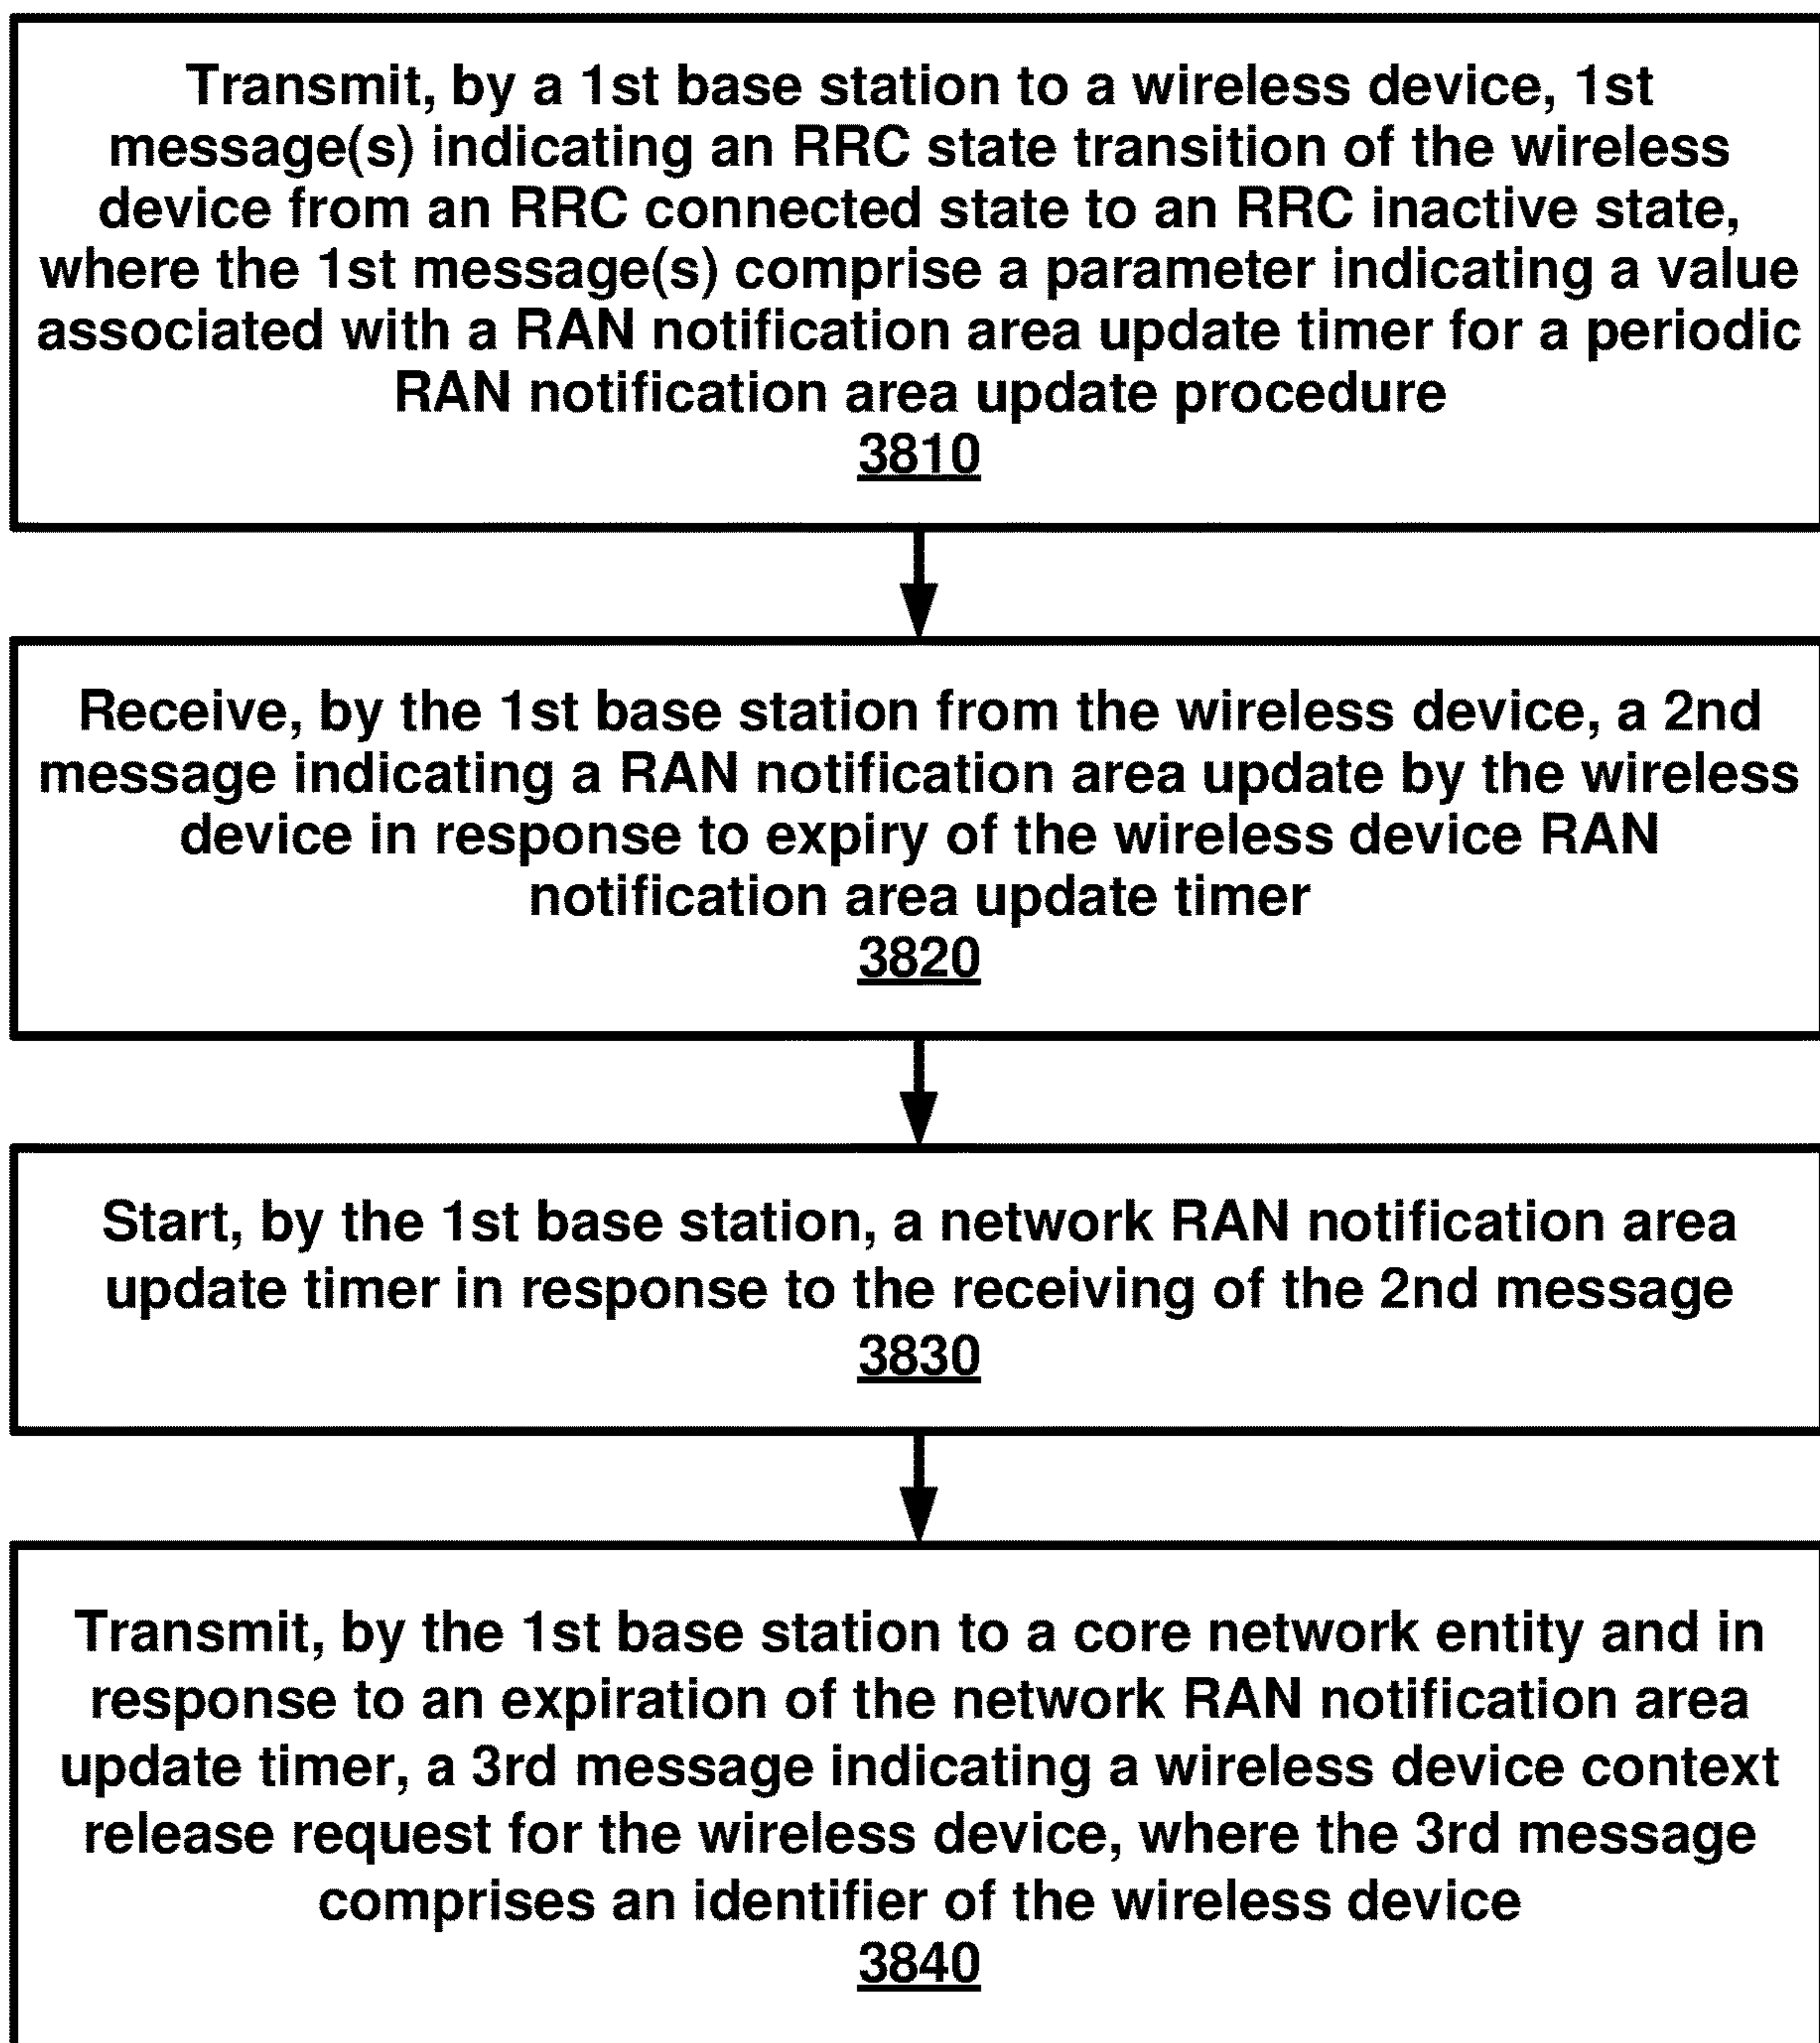 Transmit, by a 1st base station to a wireless device, 1st
message(s) indicating an RRC state transition of the wireless
device from an RRC connected state to an RRC inactive state,
where the 1st message(s) comprise a parameter indicating a value
associated with a RAN notification area update timer for a periodic
RAN notification area update procedure
3810
Receive, by the 1st base station from the wireless device, a 2nd
message indicating a RAN notification area update by the wireless
device in response to expiry of the wireless device RAN
notification area update timer
3820
Start, by the 1st base station, a network RAN notification area
update timer in response to the receiving of the 2nd message
3830
Transmit, by the 1st base station to a core network entity and in
response to an expiration of the network RAN notification area
update timer, a 3rd message indicating a wireless device context
release request for the wireless device, where the 3rd message
comprises an identifier of the wireless device
3840